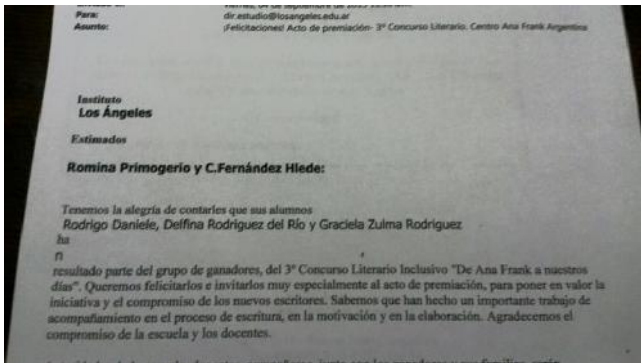 Para: dir.estudio@losangeles.edu.ar
Asunto: ¡Felicitaciones! Acto de premiación- 3º Concurso Literario. Centro Ana Frank Argentina
Instituto
Los Ángeles
Estimados
Romina Primogerio y C.Fernández Hlede:
Tenemos la alegría de contarles que sus alumnos
Rodrigo Daniele, Delfina Rodriguez del Río y Graciela Zulma Rodriguez
ha
n
resultado parte del grupo de ganadores, del 3º Concurso Literario Inclusivo "De Ana Frank a nuestros
días". Queremos felicitarlos e invitarlos muy especialmente al acto de premiación, para poner en valor la
iniciativa y el compromiso de los nuevos escritores. Sabemos que han hecho un importante trabajo de
acompañamiento en el proceso de escritura, en la motivación y en la elaboración. Agradecemos el
compromiso de la escuela y los docentes.